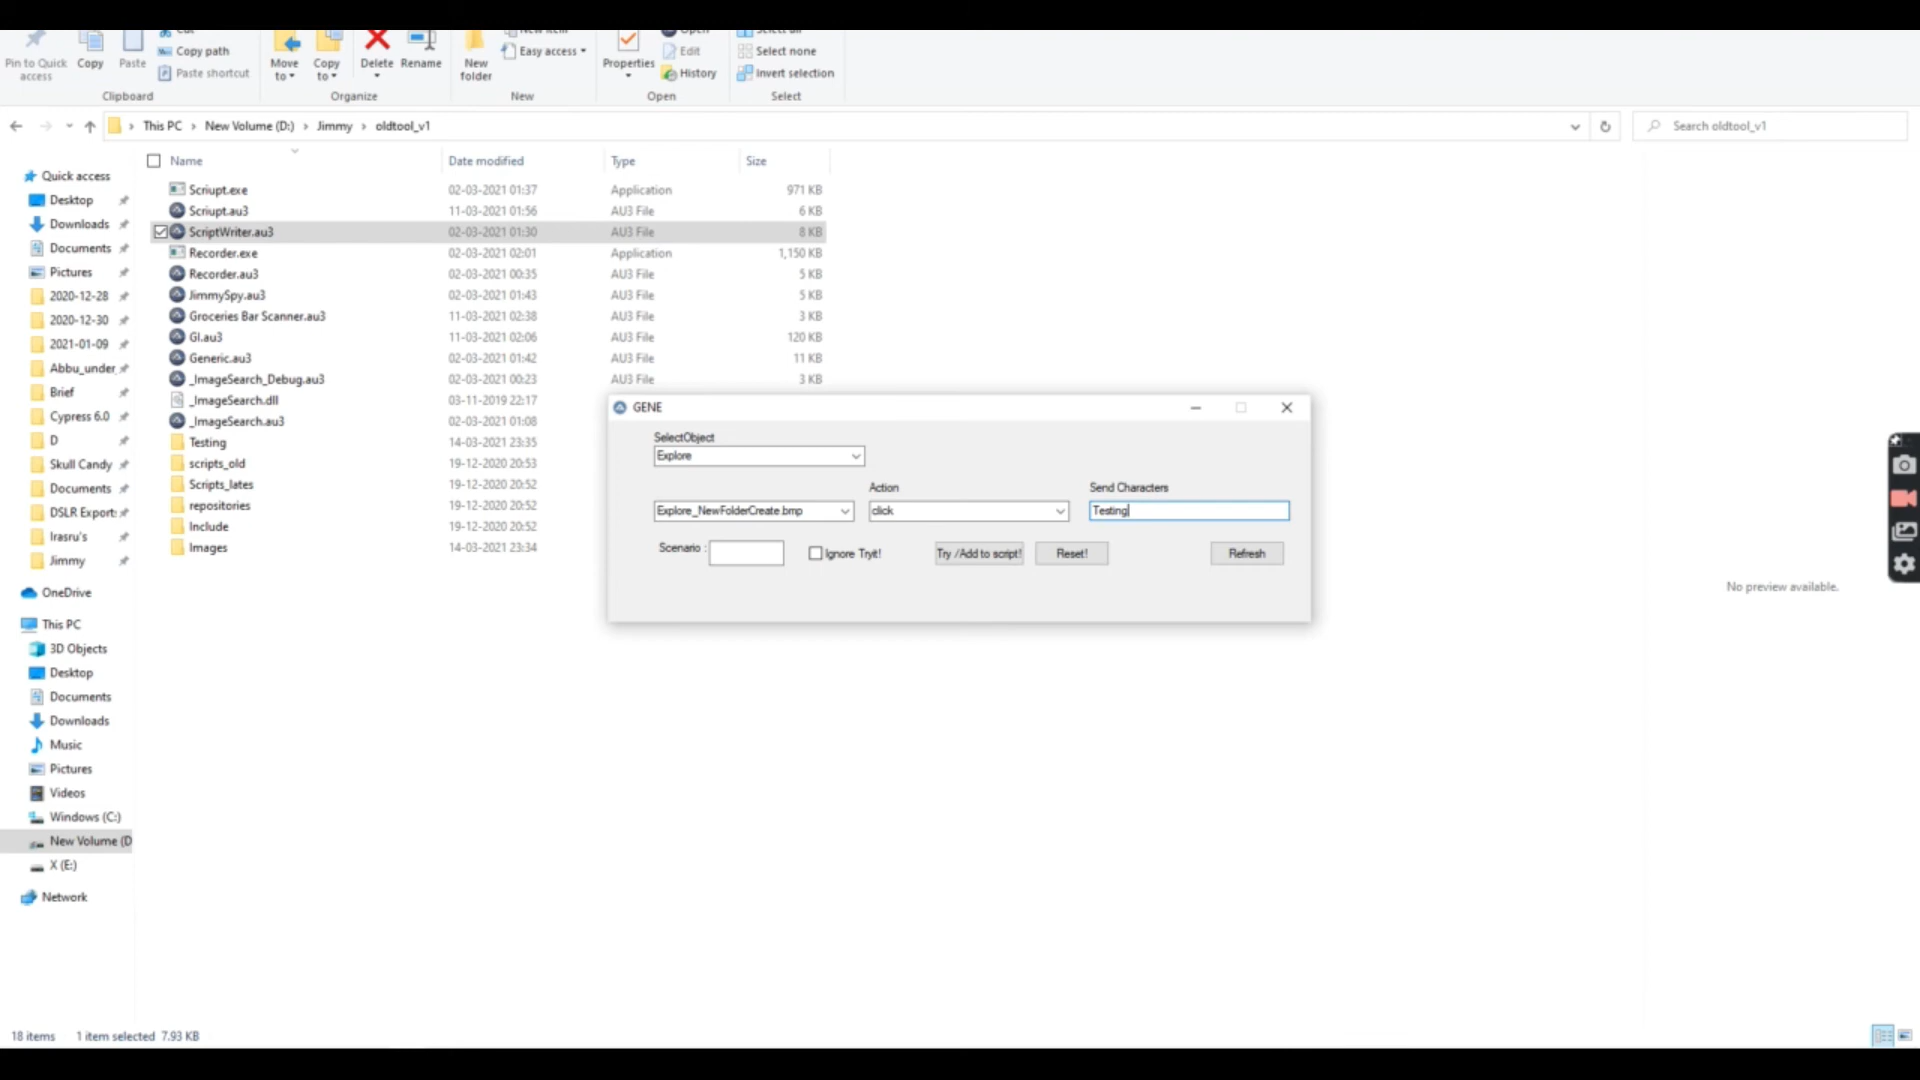 Pin to Quick access
Copy
Paste
Cut
Copy path
Paste shortcut
Clipboard
Move to
Copy to
Delete
Rename
Organize
New folder
New item
Easy access
New
Properties
Open
Edit
History
Open
Select all
Select none
Invert selection
Select
This PC > New Volume (D:) > Jimmy > oldtool_v1
Search oldtool_v1
Name Date modified Type Size
Scriupt.exe 02-03-2021 01:37 Application 971 KB
Scriupt.au3 11-03-2021 01:56 AU3 File 6 KB
ScriptWriter.au3 02-03-2021 01:30 AU3 File 8 KB
Recorder.exe 02-03-2021 02:01 Application 1,150 KB
Recorder.au3 02-03-2021 00:35 AU3 File 5 KB
JimmySpy.au3 02-03-2021 01:43 AU3 File 5 KB
Groceries Bar Scanner.au3 11-03-2021 02:38 AU3 File 3 KB
GI.au3 11-03-2021 02:06 AU3 File 120 KB
Generic.au3 02-03-2021 01:42 AU3 File 11 KB
_ImageSearch_Debug.au3 02-03-2021 00:23 AU3 File 3 KB
_ImageSearch.dll 03-11-2019 22:17
_ImageSearch.au3 02-03-2021 01:08
Testing 14-03-2021 23:35
scripts_old 19-12-2020 20:53
Scripts_lates 19-12-2020 20:52
repositories 19-12-2020 20:52
Include 19-12-2020 20:52
Images 14-03-2021 23:34
Quick access
Desktop
Downloads
Documents
Pictures
2020-12-28
2020-12-30
2021-01-09
Abbu_under
Brief
Cypress 6.0
D
Skull Candy
Documents
DSLR Export
Irasru's
Jimmy
OneDrive
This PC
3D Objects
Desktop
Documents
Downloads
Music
Pictures
Videos
Windows (C:)
New Volume (D
X (E:)
Network
GENE
SelectObject
Explore
Action
Send Characters
Explore_NewFolderCreate.bmp
click
Testing
Scenario :
Ignore Tryit!
Try /Add to script!
Reset!
Refresh
No preview available.
18 items 1 item selected 7.93 KB